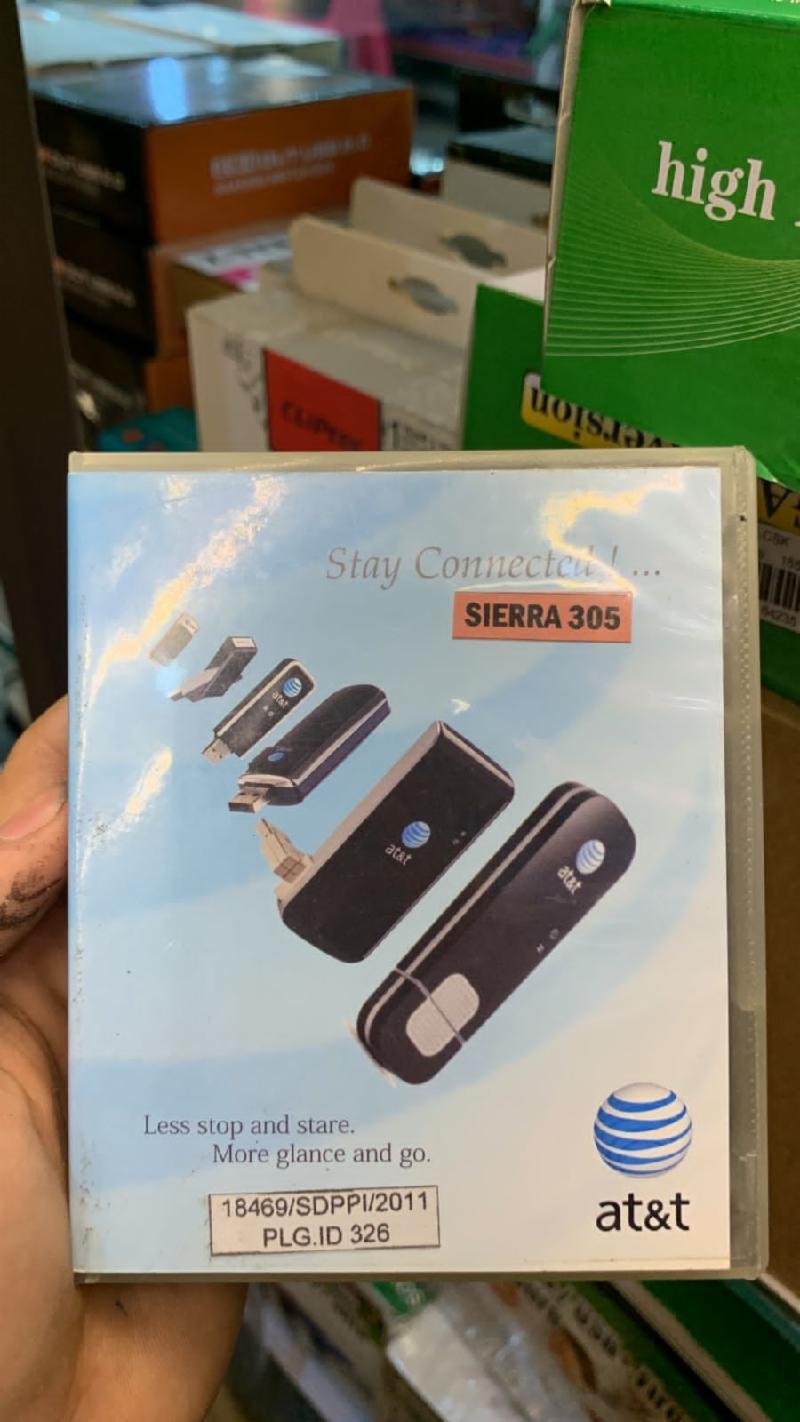 high
version
Stay Connected ! ...
SIERRA 305
at&t
at&t
at&t
Less stop and stare.
More glance and go.
at&t
18469/SDPPI/2011
PLG.ID 326